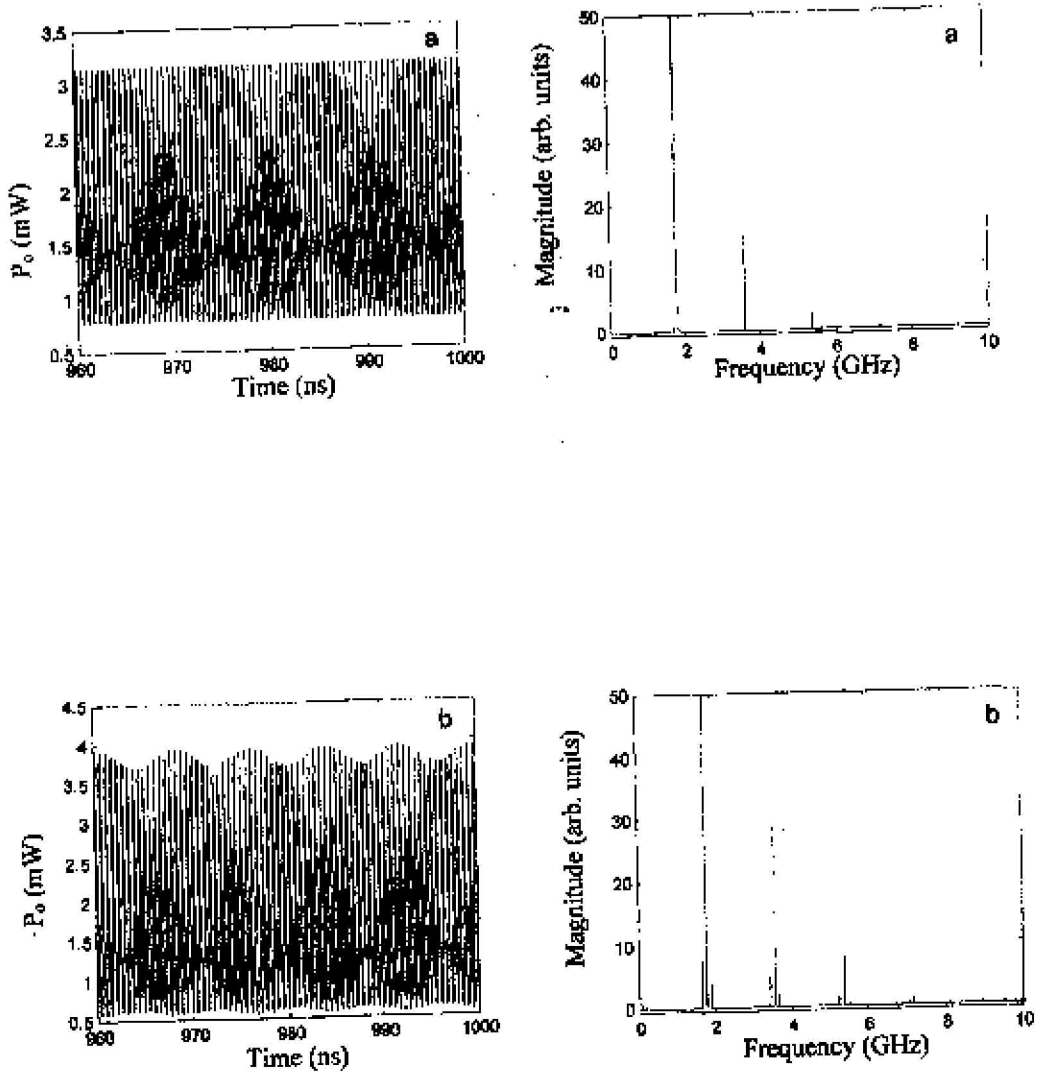 a
3.5
3
2.5
2
1.5
1
0.5
P₀ (mW)
960 970 980 990 1000
Time (ns)
a
50
40
30
20
10
0
Magnitude (arb. units)
0 2 4 6 8 10
Frequency (GHz)
b
4.5
4
3.5
3
2.5
2
1.5
1
0.5
P₀ (mW)
960 970 980 990 1000
Time (ns)
b
50
40
30
20
10
0
Magnitude (arb. units)
0 2 4 6 8 10
Frequency (GHz)